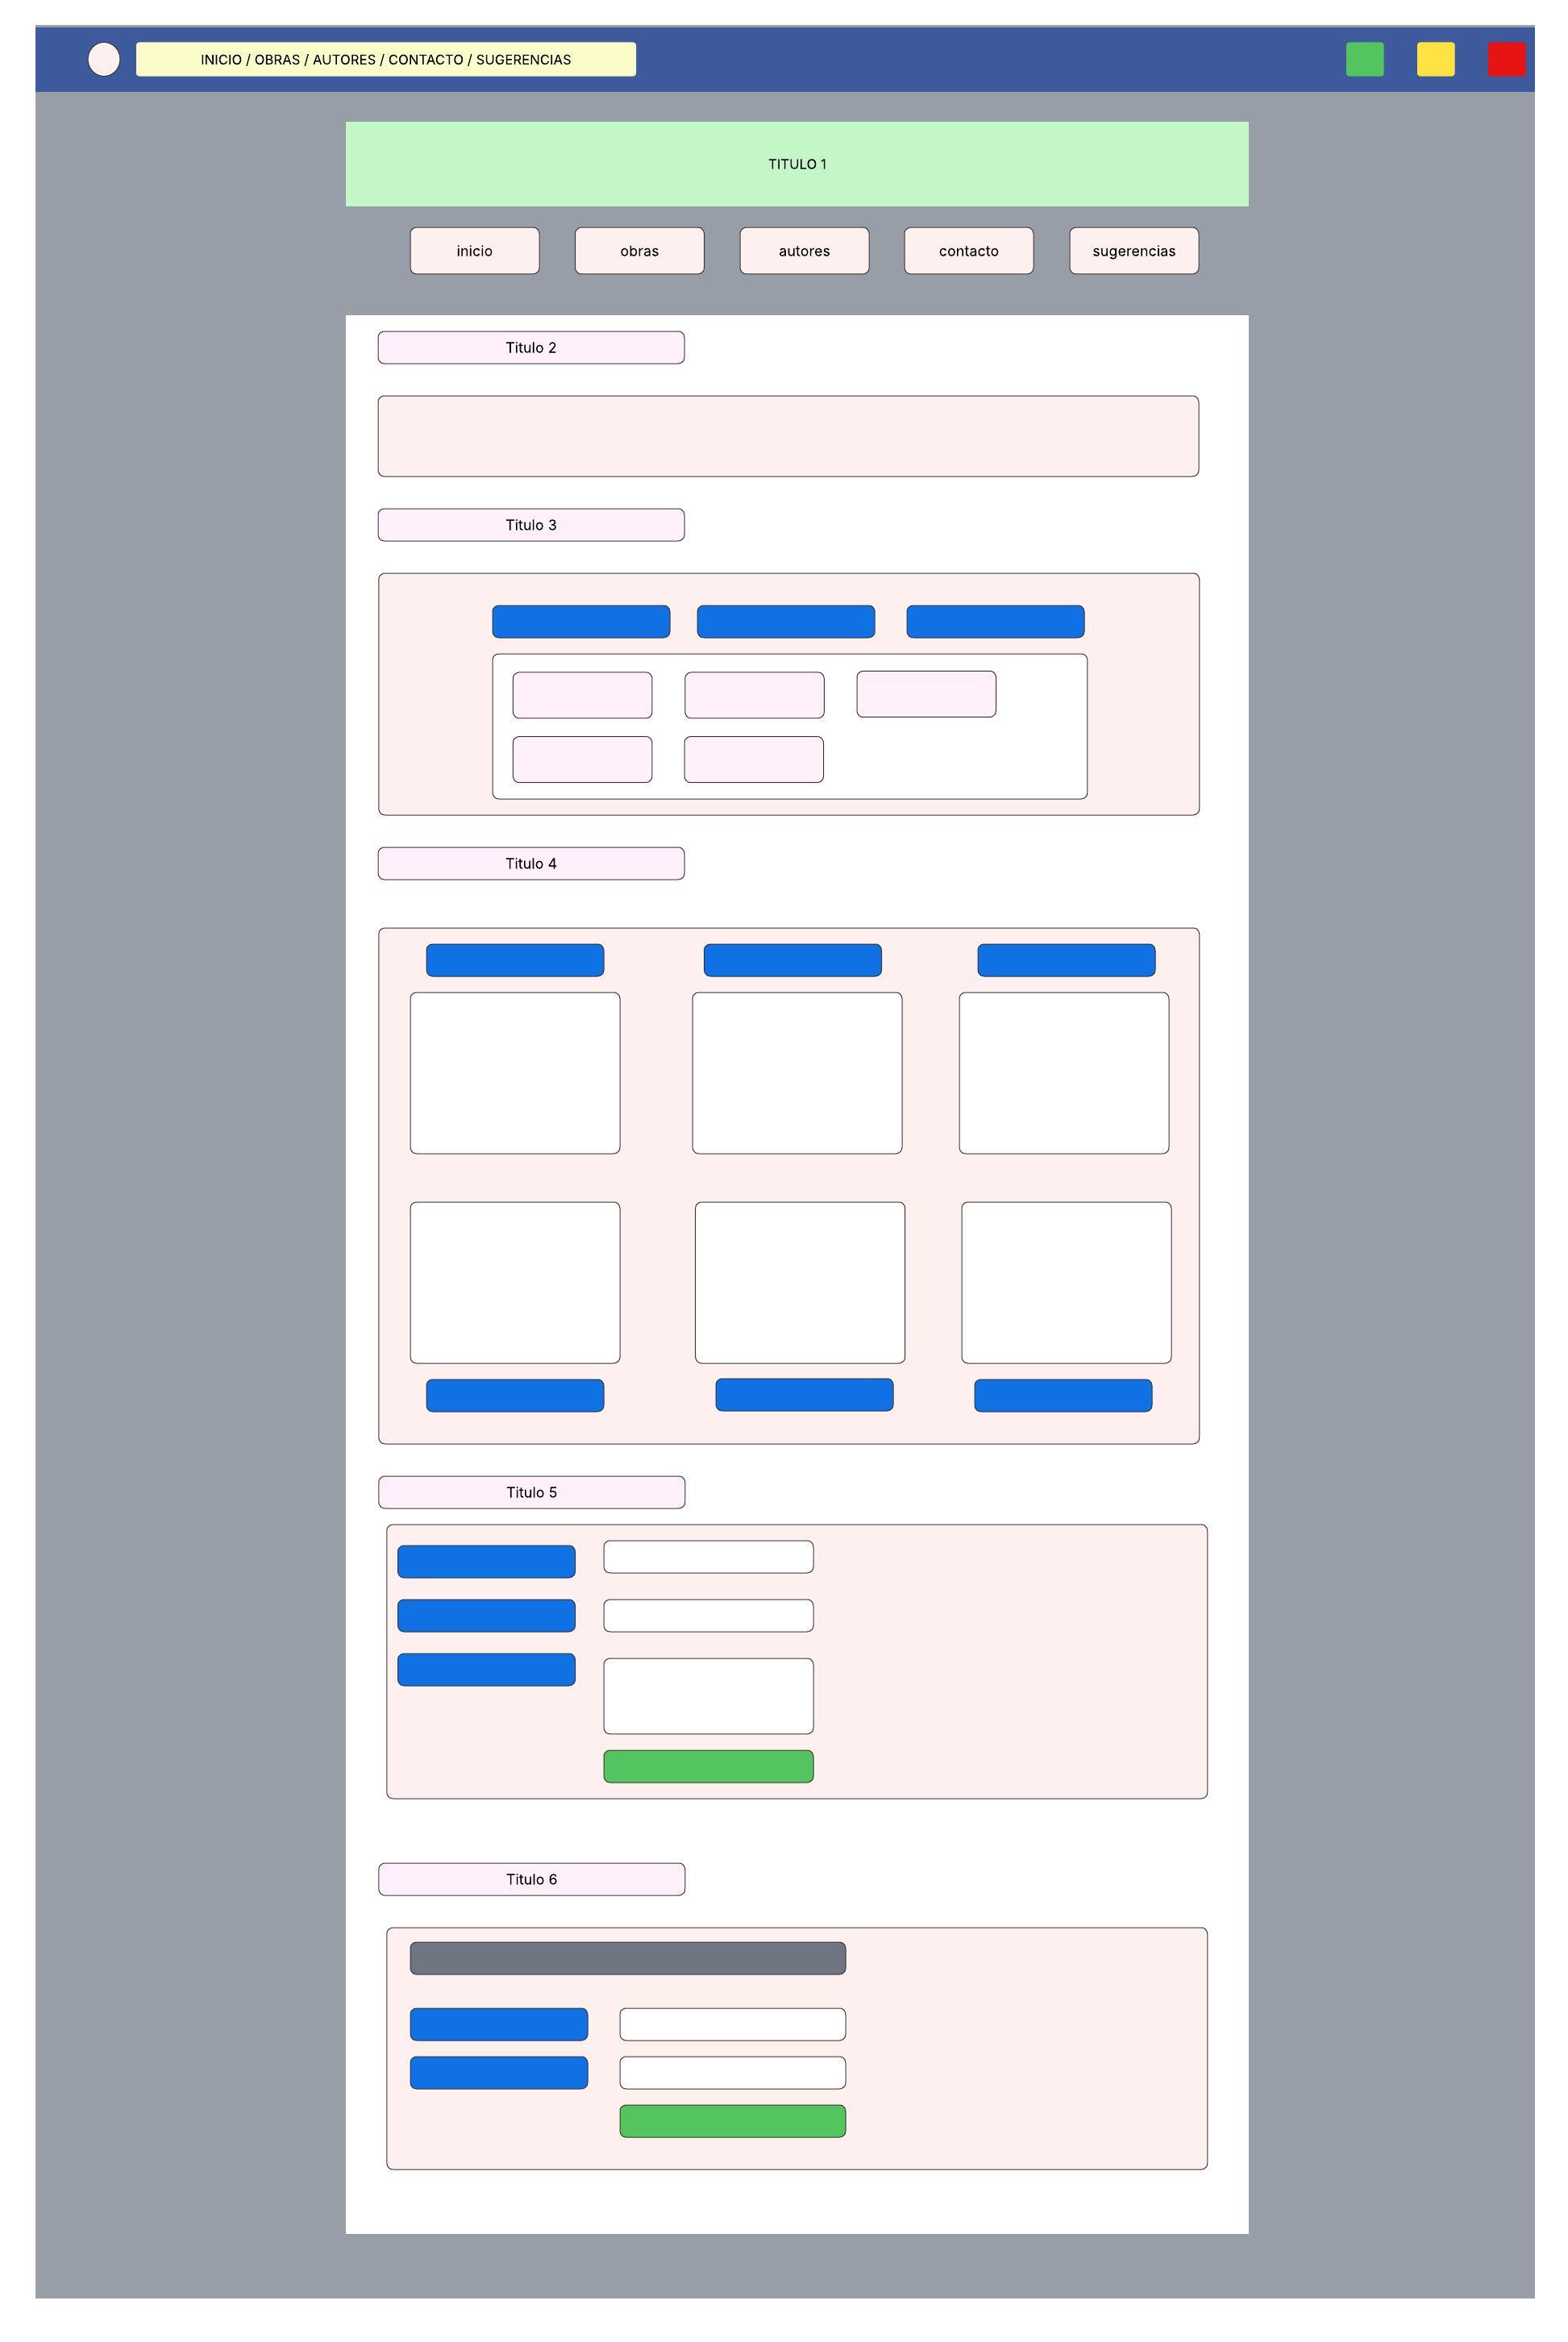 INICIO / OBRAS / AUTORES / CONTACTO / SUGERENCIAS
TITULO 1
inicio
obras
autores
contacto
sugerencias
Titulo 2
Titulo 3
Titulo 4
Titulo 5
Titulo 6